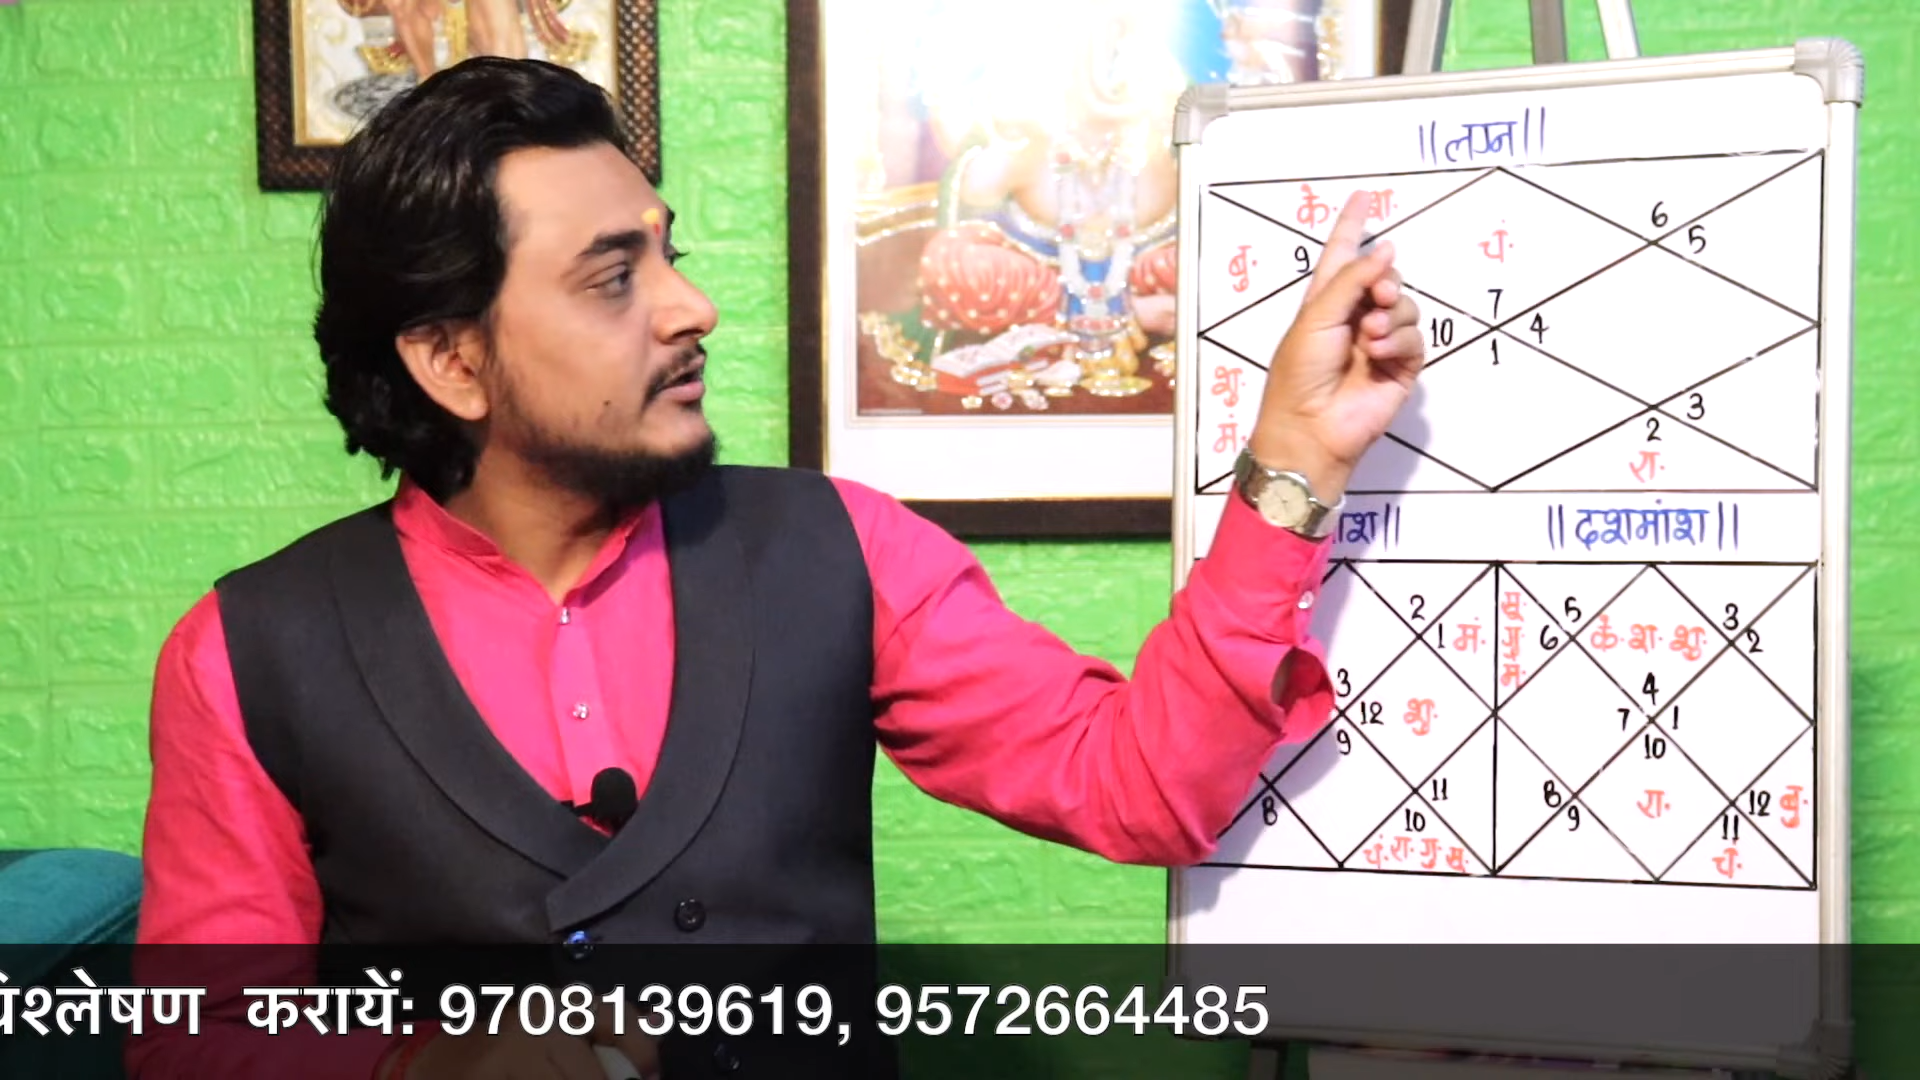 ||लग्न||
के. श.
चं.
6
5
बु.
9
7
10
4
1
शु.
मं.
3
2
रा.
||दशमांश||
2
1 मं.
3
12 शु.
9
8
11
10
चं. रा. गु. सू.
सू.
गु.
मं.
5
6
के. श. शु.
3
2
4
7
1
10
8
9
रा.
12 बु.
11
चं.
करायें: 9708139619, 9572664485